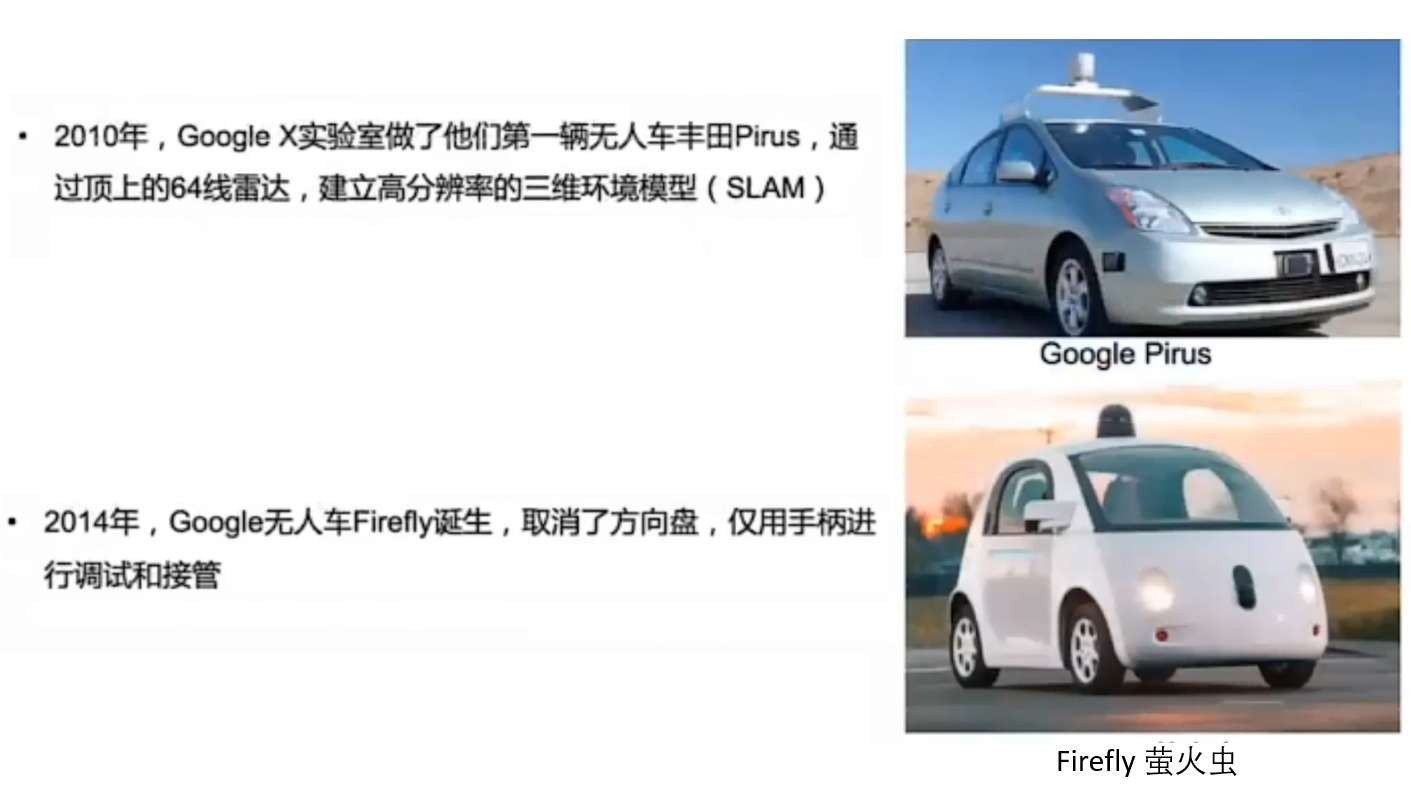 • 2010年，Google X实验室做了他们第一辆无人车丰田Pirus，通
过顶上的64线雷达，建立高分辨率的三维环境模型（SLAM）
Google Pirus
• 2014年，Google无人车Firefly诞生，取消了方向盘，仅用手柄进
行调试和接管
Firefly 萤火虫